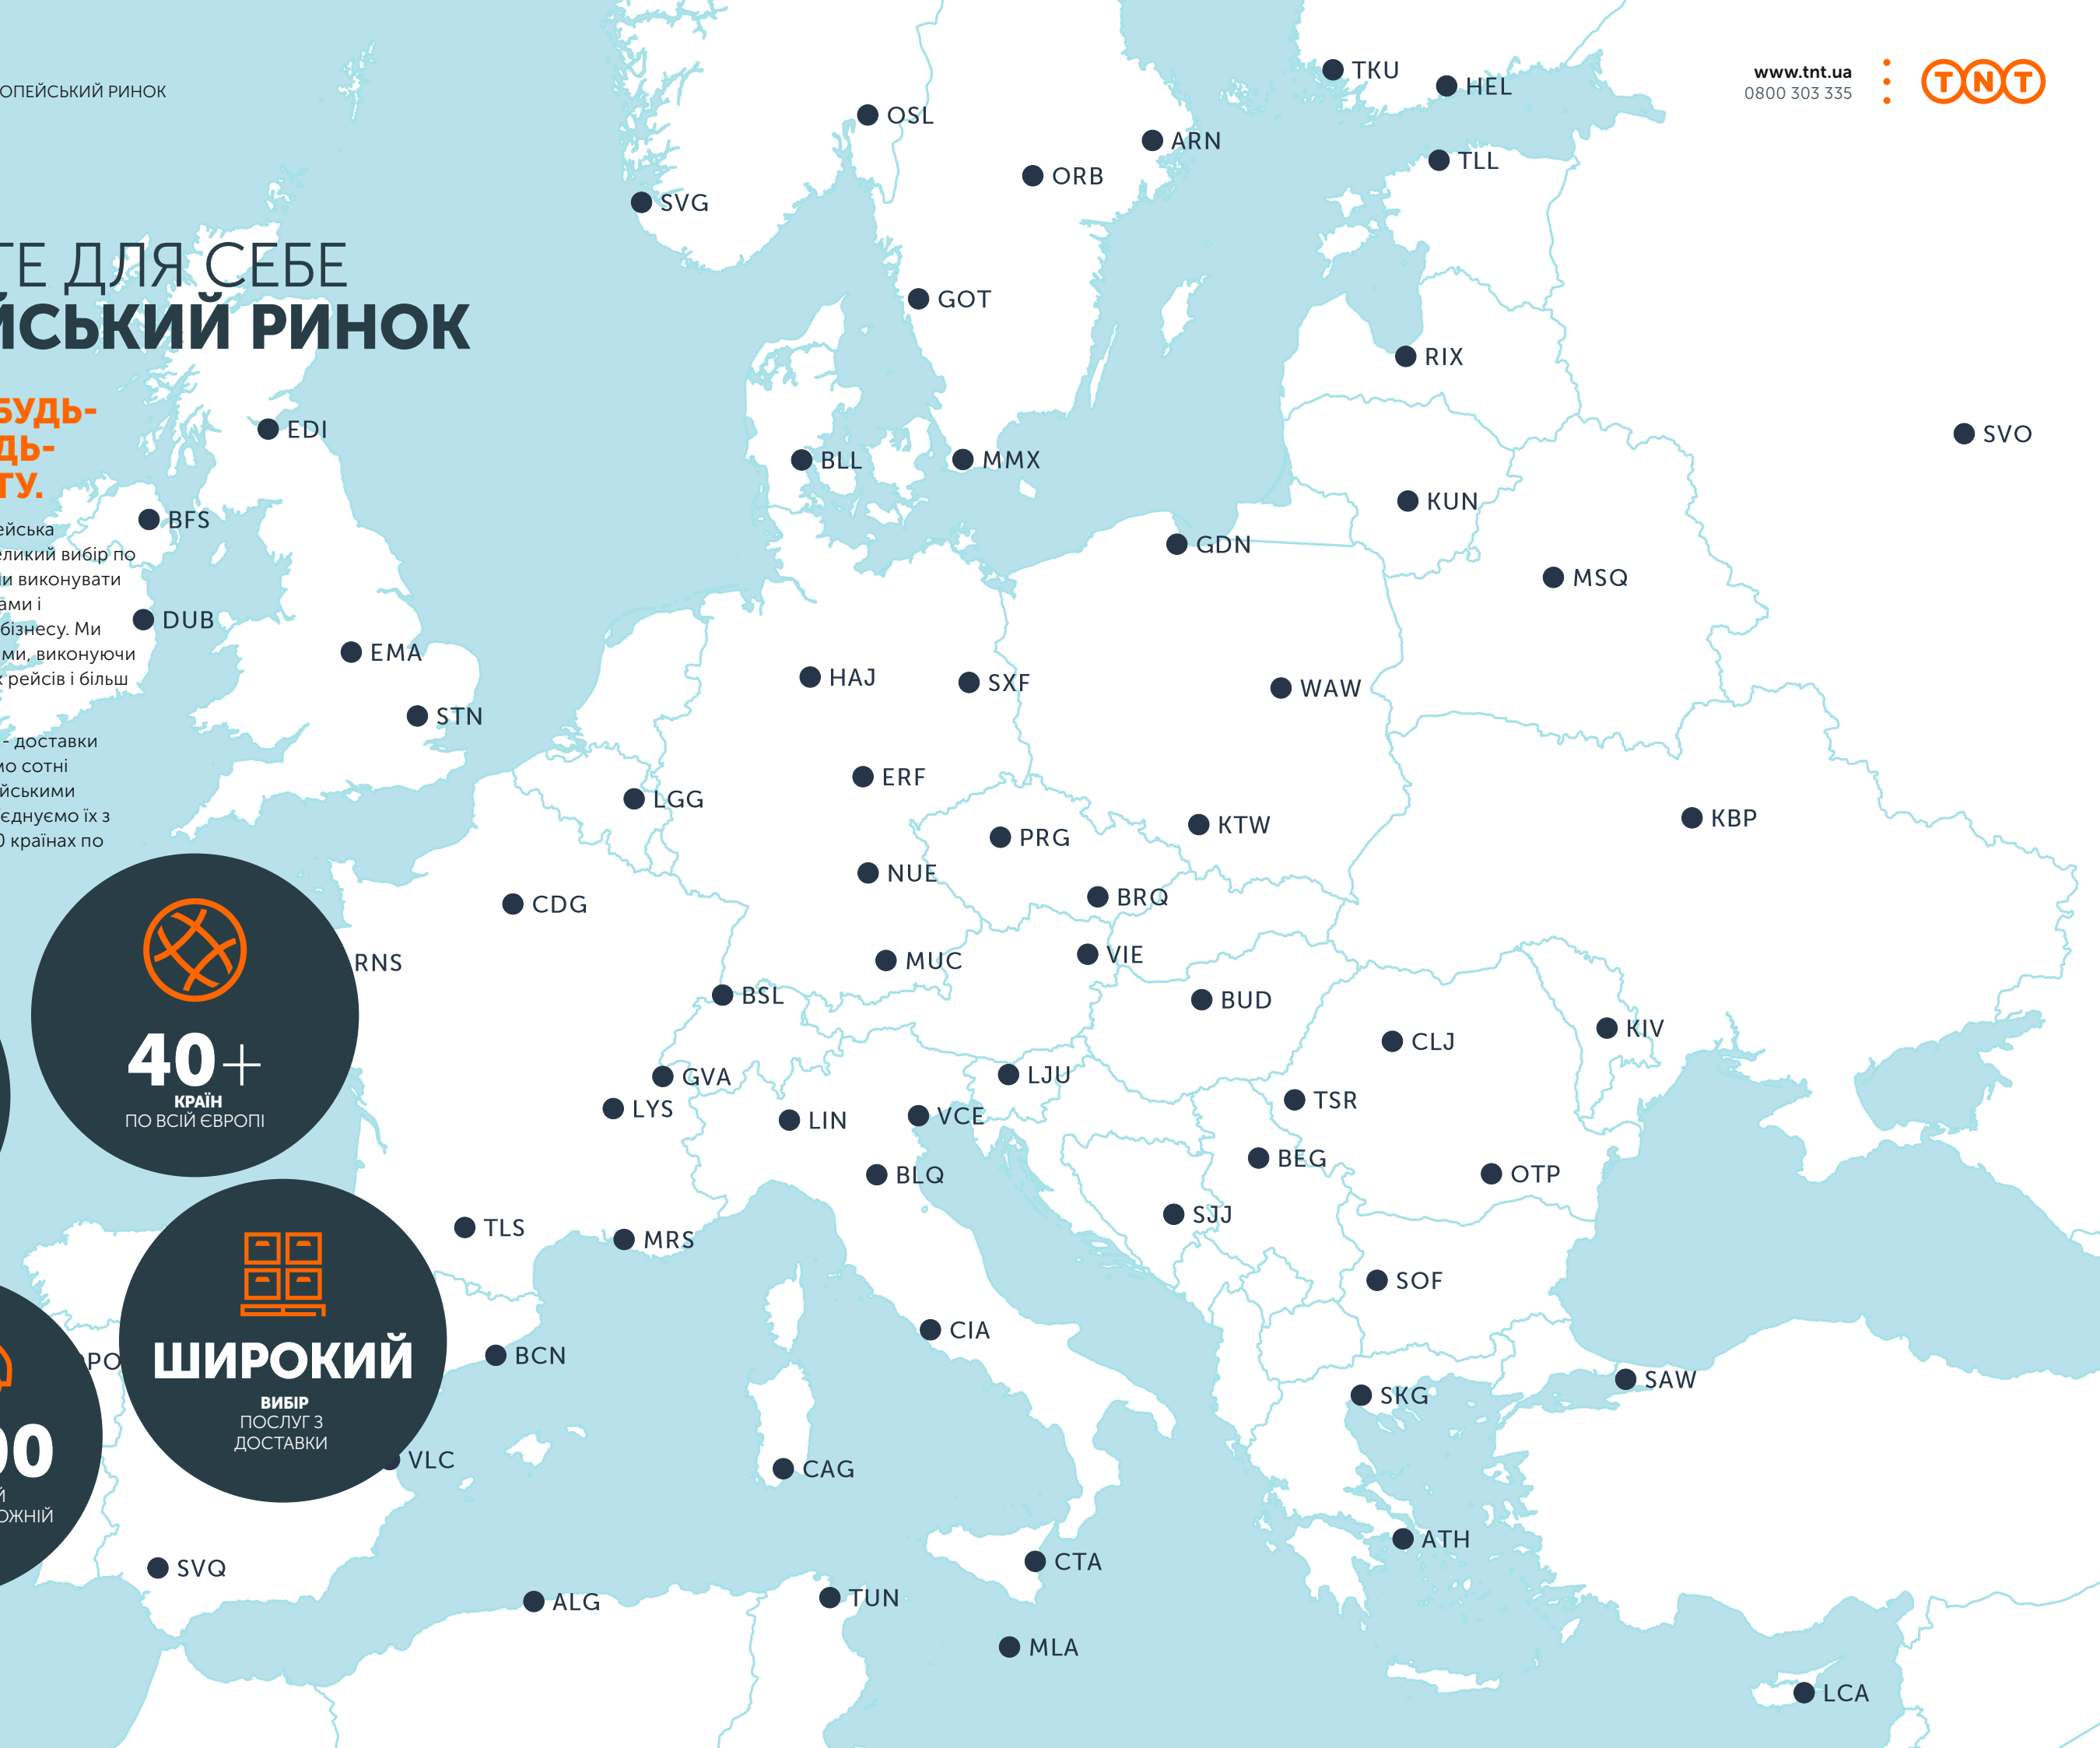 ОПЕЙСЬКИЙ РИНОК
www.tnt.ua
0800 303 335
TNT
ТЕ ДЛЯ СЕБЕ
ЙСЬКИЙ РИНОК
БУДЬ-
ДЬ-
ТУ.
ейська
еликий вибір по
ми виконувати
ами і
бізнесу. Ми
ми, виконуючи
х рейсів і більш
- доставки
мо сотні
йськими
єднуємо їх з
0 країнах по
40+
КРАЇН
ПО ВСІЙ ЄВРОПІ
ШИРОКИЙ
ВИБІР
ПОСЛУГ З
ДОСТАВКИ
00
Й
ОЖНІЙ
TKU
HEL
OSL
ARN
TLL
ORB
SVG
GOT
RIX
EDI
SVO
BLL
MMX
KUN
BFS
GDN
MSQ
DUB
EMA
HAJ
SXF
WAW
STN
ERF
LGG
KTW
KBP
PRG
NUE
BRQ
CDG
VIE
MUC
RNS
BSL
BUD
KIV
CLJ
LJU
GVA
TSR
LYS
VCE
LIN
BEG
OTP
BLQ
SJJ
TLS
MRS
SOF
CIA
BCN
PO
SAW
SKG
VLC
CAG
ATH
CTA
SVQ
TUN
ALG
MLA
LCA